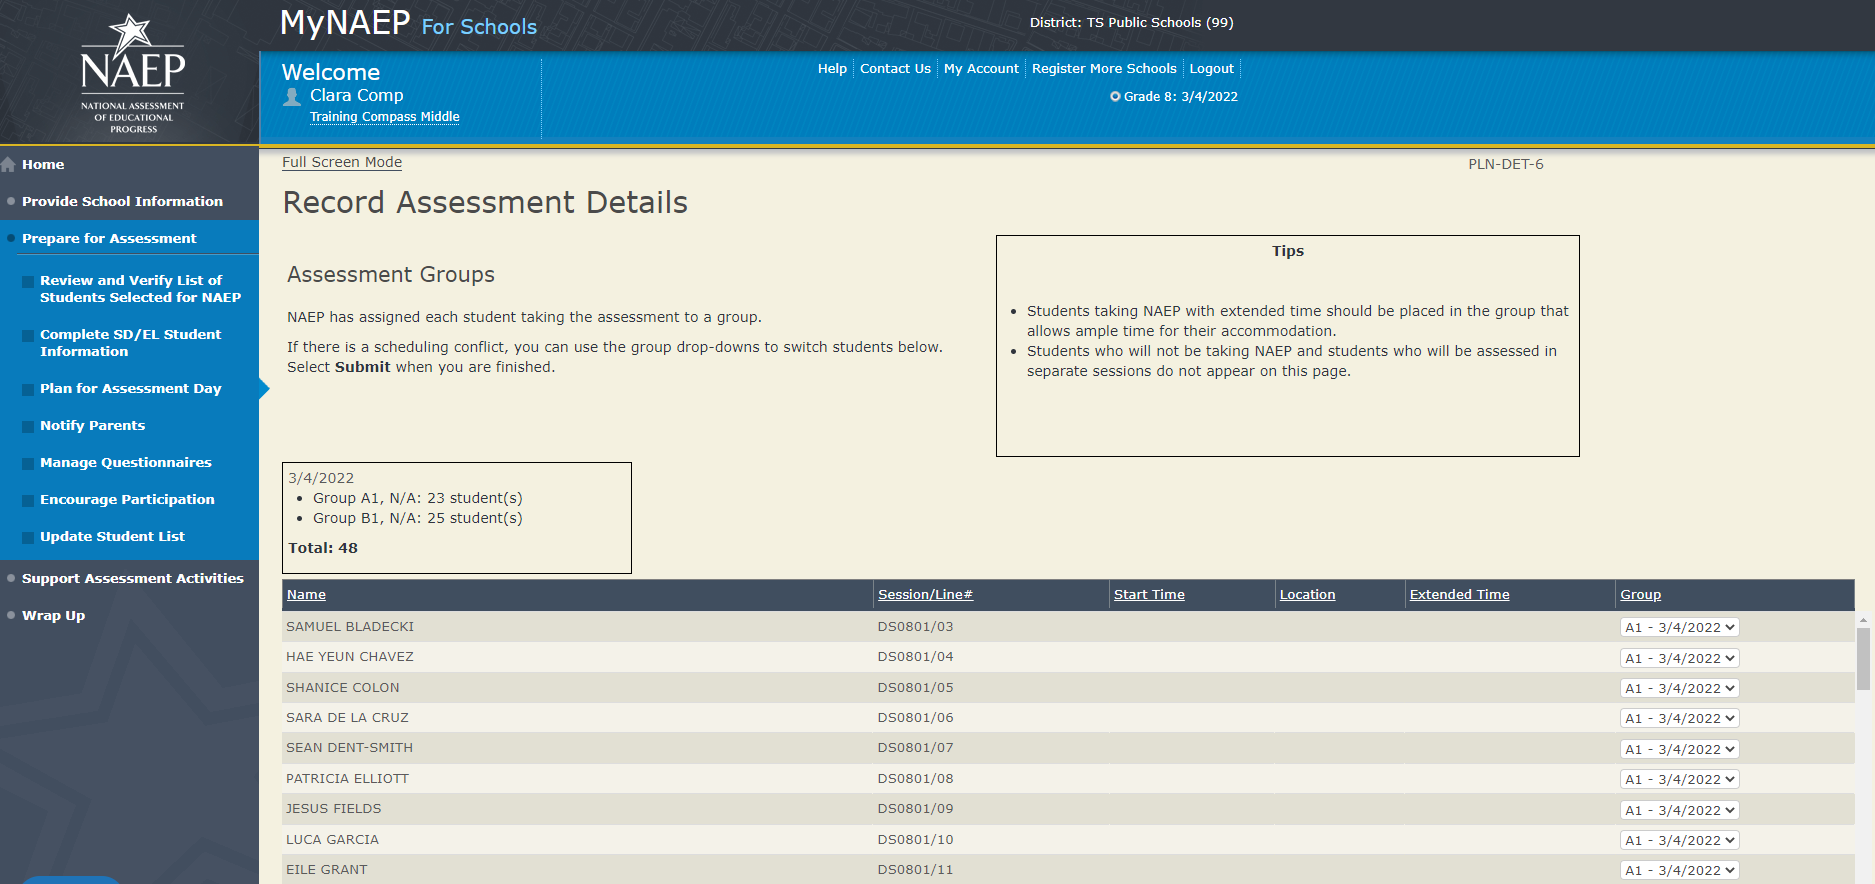 NAEP
NATIONAL ASSESSMENT
OF EDUCATIONAL
PROGRESS
MyNAEP For Schools
District: TS Public Schools (99)
Welcome
Clara Comp
Training Compass Middle
Help Contact Us My Account Register More Schools Logout
Grade 8: 3/4/2022
Home
Provide School Information
Prepare for Assessment
Review and Verify List of
Students Selected for NAEP
Complete SD/EL Student
Information
Plan for Assessment Day
Notify Parents
Manage Questionnaires
Encourage Participation
Update Student List
Support Assessment Activities
Wrap Up
Full Screen Mode
PLN-DET-6
Record Assessment Details
Assessment Groups
NAEP has assigned each student taking the assessment to a group.
If there is a scheduling conflict, you can use the group drop-downs to switch students below.
Select Submit when you are finished.
Tips
• Students taking NAEP with extended time should be placed in the group that
allows ample time for their accommodation.
• Students who will not be taking NAEP and students who will be assessed in
separate sessions do not appear on this page.
3/4/2022
• Group A1, N/A: 23 student(s)
• Group B1, N/A: 25 student(s)
Total: 48
Name Session/Line# Start Time Location Extended Time Group
SAMUEL BLADECKI DS0801/03 A1 - 3/4/2022
HAE YEUN CHAVEZ DS0801/04 A1 - 3/4/2022
SHANICE COLON DS0801/05 A1 - 3/4/2022
SARA DE LA CRUZ DS0801/06 A1 - 3/4/2022
SEAN DENT-SMITH DS0801/07 A1 - 3/4/2022
PATRICIA ELLIOTT DS0801/08 A1 - 3/4/2022
JESUS FIELDS DS0801/09 A1 - 3/4/2022
LUCA GARCIA DS0801/10 A1 - 3/4/2022
EILE GRANT DS0801/11 A1 - 3/4/2022